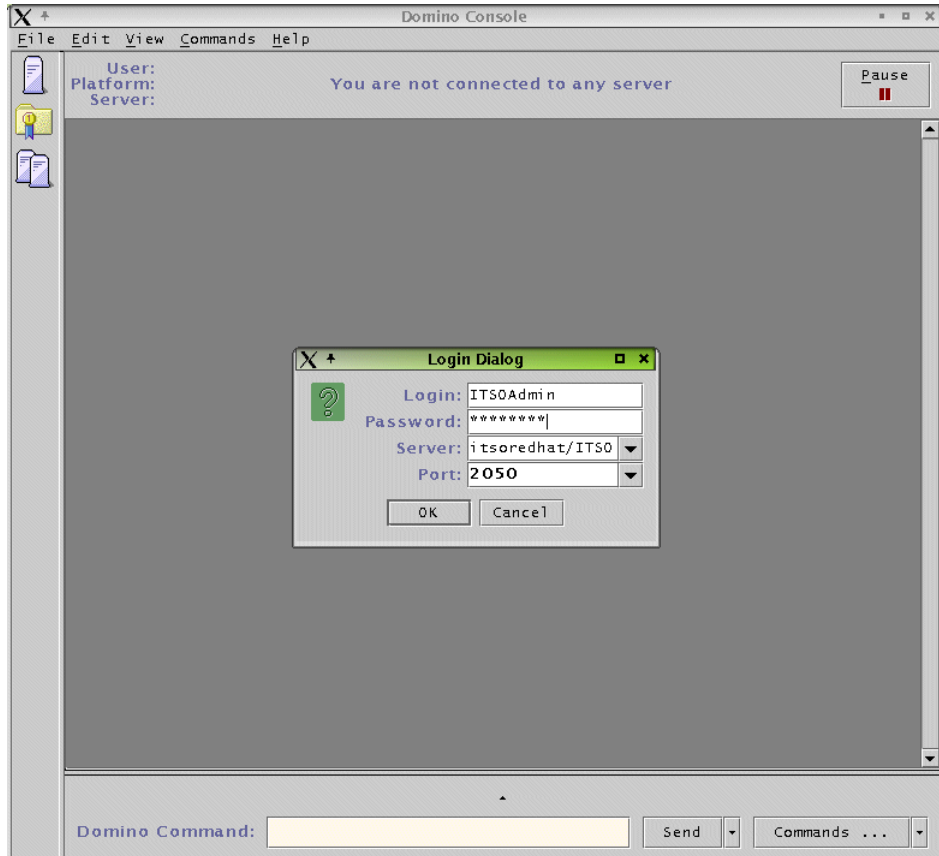 Domino Console
File Edit View Commands Help
User:
Platform:
Server:
You are not connected to any server
Pause
Login Dialog
Login: ITSOAdmin
Password: ********
Server: itsoredhat/ITSO
Port: 2050
OK Cancel
Domino Command:
Send
Commands ...